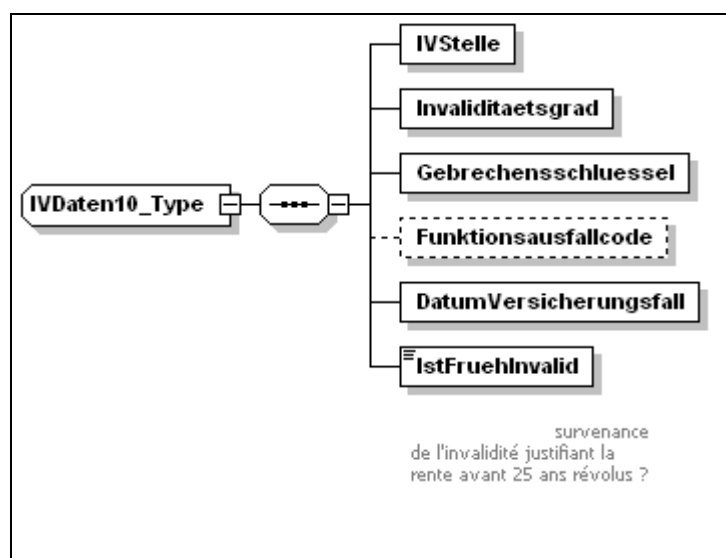 IVStelle
Invaliditaetsgrad
Gebrechensschluessel
IVDaten10_Type
Funktionsausfallcode
DatumVersicherungsfall
IstFruehInvalid
survenance
de l'invalidité justifiant la
rente avant 25 ans révolus ?